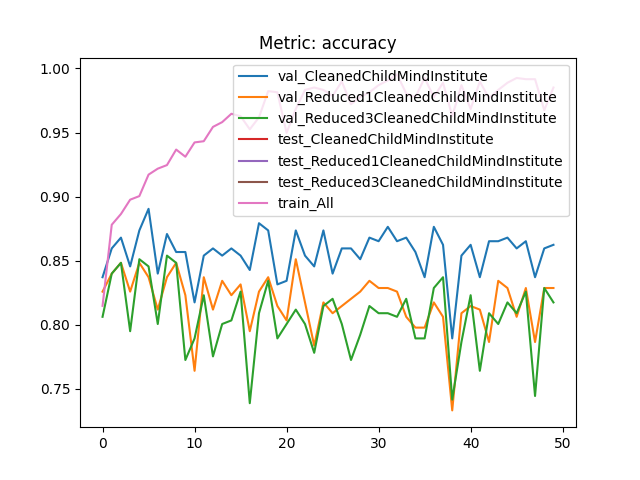 Metric: accuracy
1.00
0.95
0.90
0.85
0.80
0.75
val_CleanedChildMindInstitute
val_Reduced1CleanedChildMindInstitute
val_Reduced3CleanedChildMindInstitute
test_CleanedChildMindInstitute
test_Reduced1CleanedChildMindInstitute
test_Reduced3CleanedChildMindInstitute
train_All
0 10 20 30 40 50